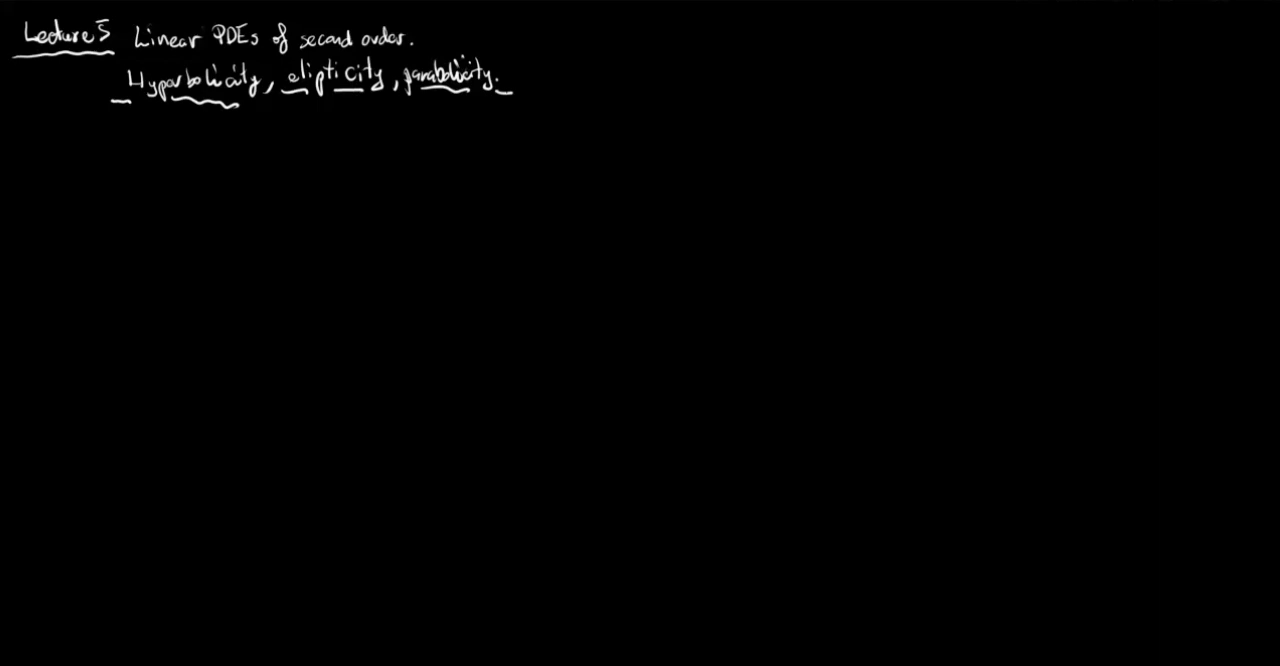 Lecture 5 Linear PDEs of second order.
Hyperbolicity, elipticity, parabolicity.